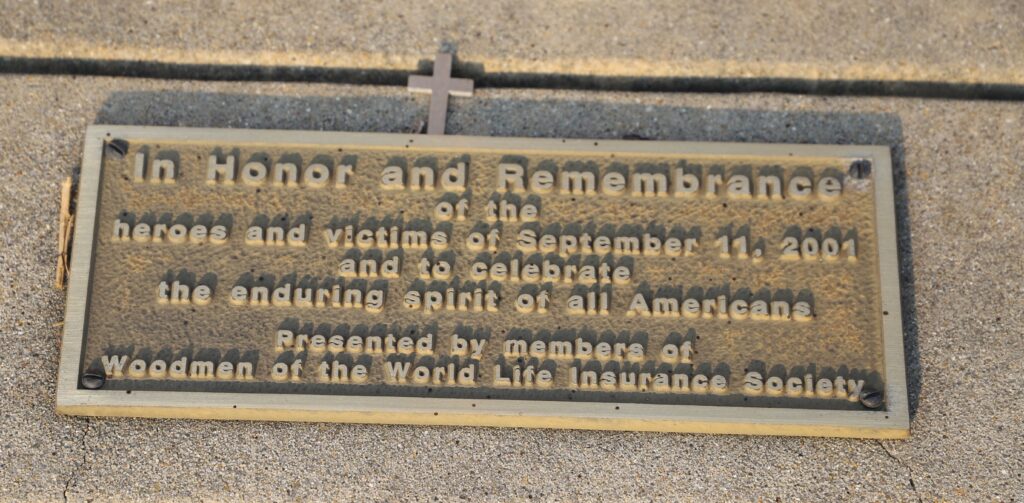 In Honor and Remembrance
of the
heroes and victims of September 11, 2001
and to celebrate
the enduring spirit of all Americans
Presented by members of
Woodmen of the World Life Insurance Society